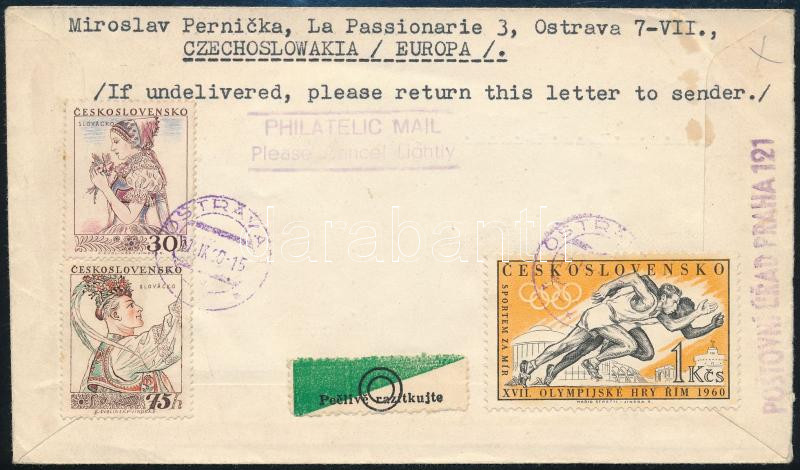 Miroslav Pernička, La Passionarie 3, Ostrava 7-VII.,
CZECHOSLOWAKIA / EUROPA /.
/If undelivered, please return this letter to sender./
PHILATELIC MAIL
Please Cancel Lightly
ČESKOSLOVENSKO
SLOVÁCKO
30h
OSTRAVA
ČESKOSLOVENSKO
SLOVÁCKO
75h
Pečlivě razítkujte
OSTRAVA
ČESKOSLOVENSKO
SPORTEM ZA MÍR
1 Kčs
XVII. OLYMPIJSKÉ HRY ŘÍM 1960
POŠTOVNÍ ÚŘAD PRAHA 121
darabanth